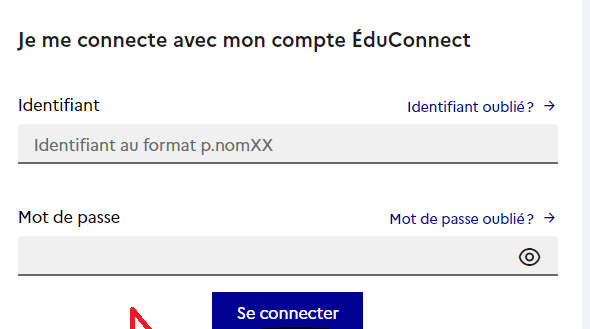 Je me connecte avec mon compte ÉduConnect
Identifiant
Identifiant oublié ?
Identifiant au format p.nomXX
Mot de passe
Mot de passe oublié ?
Se connecter